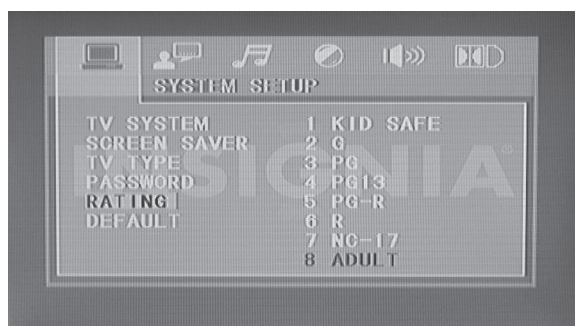 SYSTEM SETUP
TV SYSTEM
SCREEN SAVER
TV TYPE
PASSWORD
RATING
DEFAULT
1 KID SAFE
2 G
3 PG
4 PG13
5 PG-R
6 R
7 NC-17
8 ADULT
INSIGNIA®